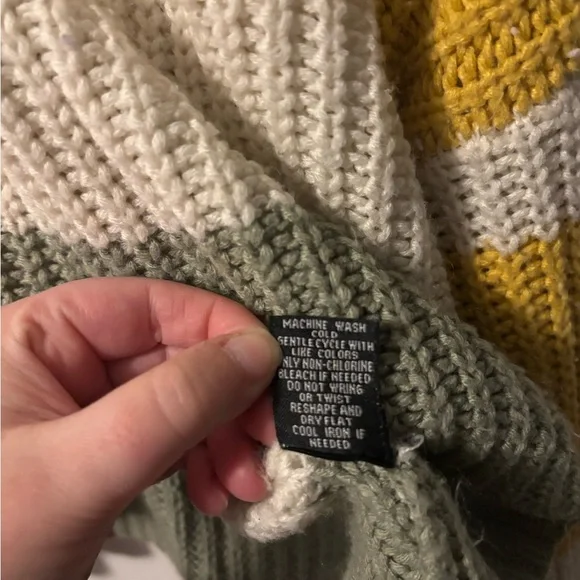 MACHINE WASH
COLD
GENTLE CYCLE WITH
LIKE COLORS
NLY NON-CHLORINE
BLEACH IF NEEDED
DO NOT WRING
OR TWIST
RESHAPE AND
DRY FLAT
COOL IRON IF
NEEDED